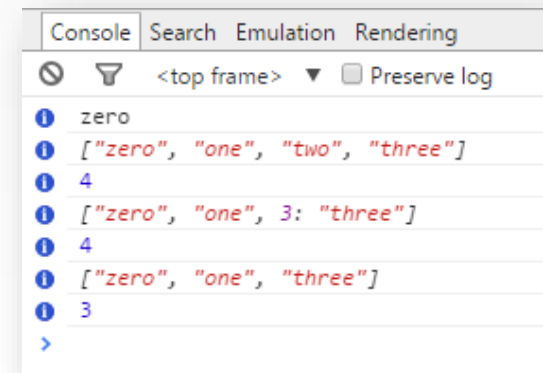 Console Search Emulation Rendering
<top frame> ▼ Preserve log
zero
["zero", "one", "two", "three"]
4
["zero", "one", 3: "three"]
4
["zero", "one", "three"]
3
>